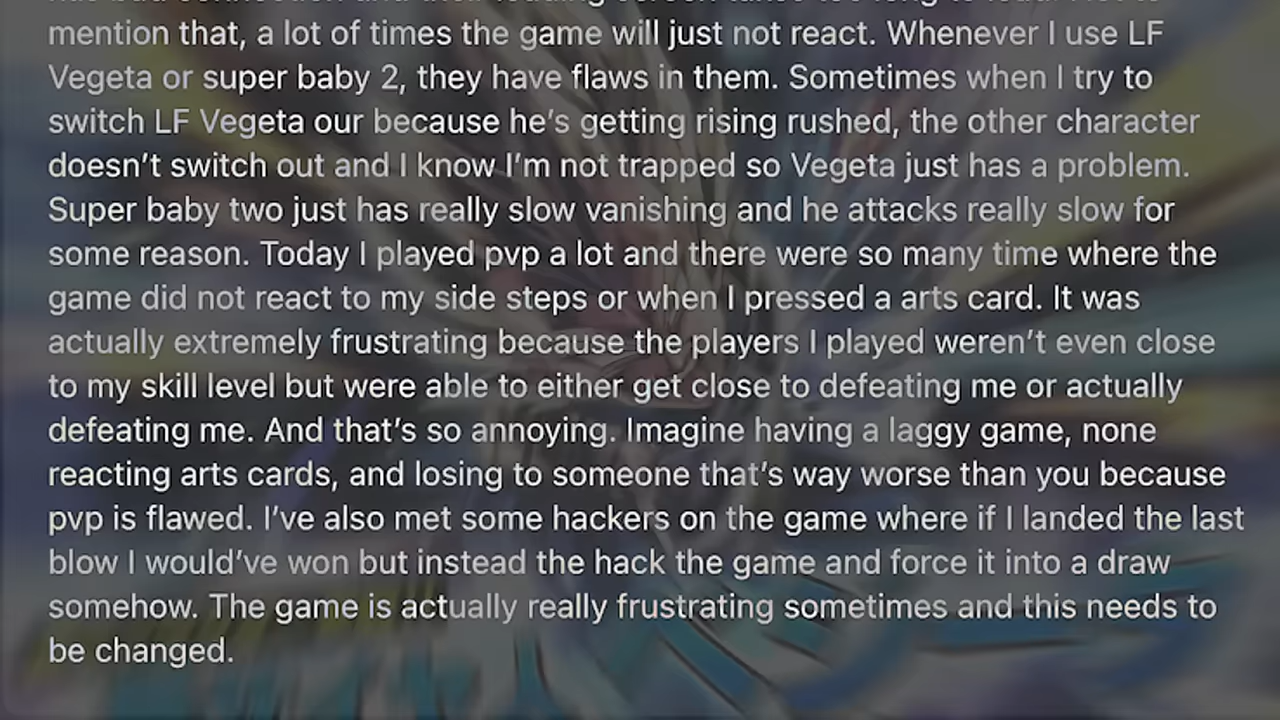 mention that, a lot of times the game will just not react. Whenever I use LF
Vegeta or super baby 2, they have flaws in them. Sometimes when I try to
switch LF Vegeta our because he’s getting rising rushed, the other character
doesn’t switch out and I know I’m not trapped so Vegeta just has a problem.
Super baby two just has really slow vanishing and he attacks really slow for
some reason. Today I played pvp a lot and there were so many time where the
game did not react to my side steps or when I pressed a arts card. It was
actually extremely frustrating because the players I played weren’t even close
to my skill level but were able to either get close to defeating me or actually
defeating me. And that’s so annoying. Imagine having a laggy game, none
reacting arts cards, and losing to someone that’s way worse than you because
pvp is flawed. I’ve also met some hackers on the game where if I landed the last
blow I would’ve won but instead the hack the game and force it into a draw
somehow. The game is actually really frustrating sometimes and this needs to
be changed.